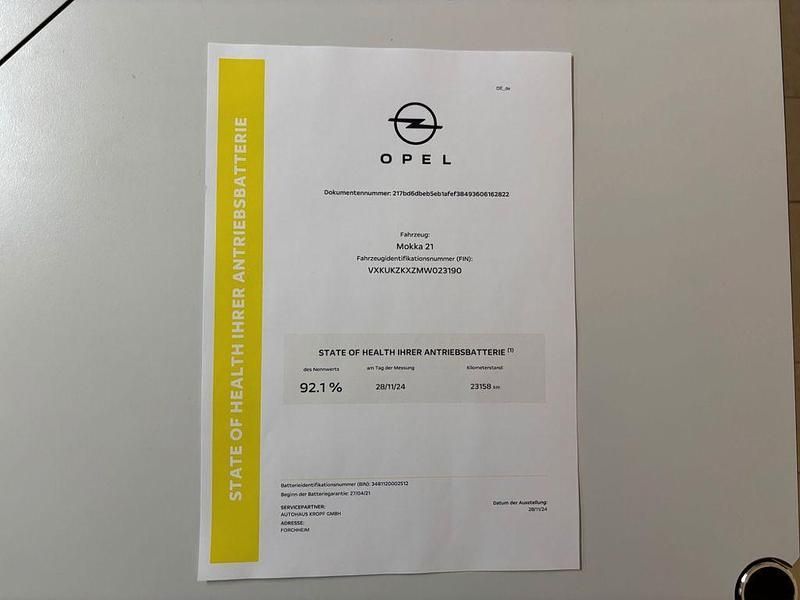 STATE OF HEALTH IHRER ANTRIEBSBATTERIE
DE_de
OPEL
Dokumentennummer: 217bd6dbeb5eb1afef38493606162822
Fahrzeug:
Mokka 21
Fahrzeugidentifikationsnummer (FIN):
VXKUKZKXZMW023190
STATE OF HEALTH IHRER ANTRIEBSBATTERIE (1)
des Nennwerts am Tag der Messung Kilometerstand:
92.1 % 28/11/24 23158 km
Batterieidentifikationsnummer (BIN): 3481120002512
Beginn der Batteriegarantie: 27/04/21
SERVICEPARTNER:
AUTOHAUS KROPF GMBH
ADRESSE:
FORCHHEIM
Datum der Ausstellung:
28/11/24